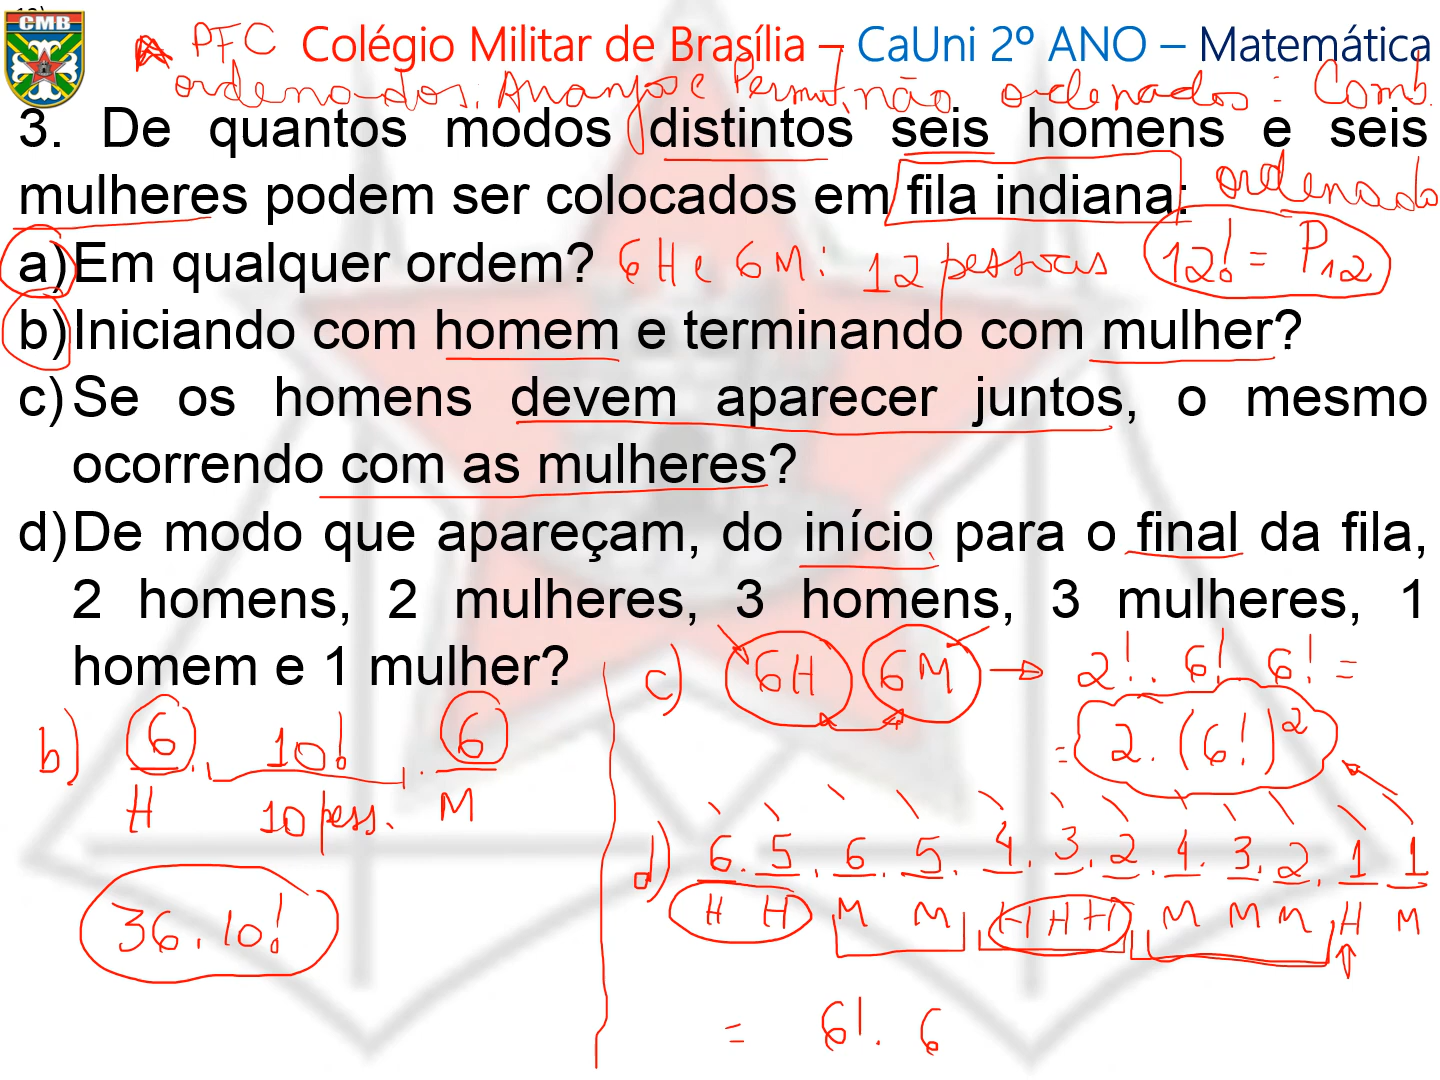 CMB
PFC Colégio Militar de Brasília – CaUni 2º ANO – Matemática
ordenados: Arranjo e Permut. não ordenados: Comb.
3. De quantos modos distintos seis homens e seis
mulheres podem ser colocados em fila indiana: ordenado
a) Em qualquer ordem? 6H e 6M: 12 pessoas 12! = P₁₂
b) Iniciando com homem e terminando com mulher?
c) Se os homens devem aparecer juntos, o mesmo
ocorrendo com as mulheres?
d) De modo que apareçam, do início para o final da fila,
2 homens, 2 mulheres, 3 homens, 3 mulheres, 1
homem e 1 mulher?
c) 6H 6M → 2! . 6! 6! =
= 2. (6!)²
b) 6 . 10! . 6
H 10 pess. M
36. 10!
d) 6 . 5 . 6 . 5 . 4 . 3 . 2 . 4 . 3 . 2 . 1 1
H H M M H H H M M M H M
= 6! . 6